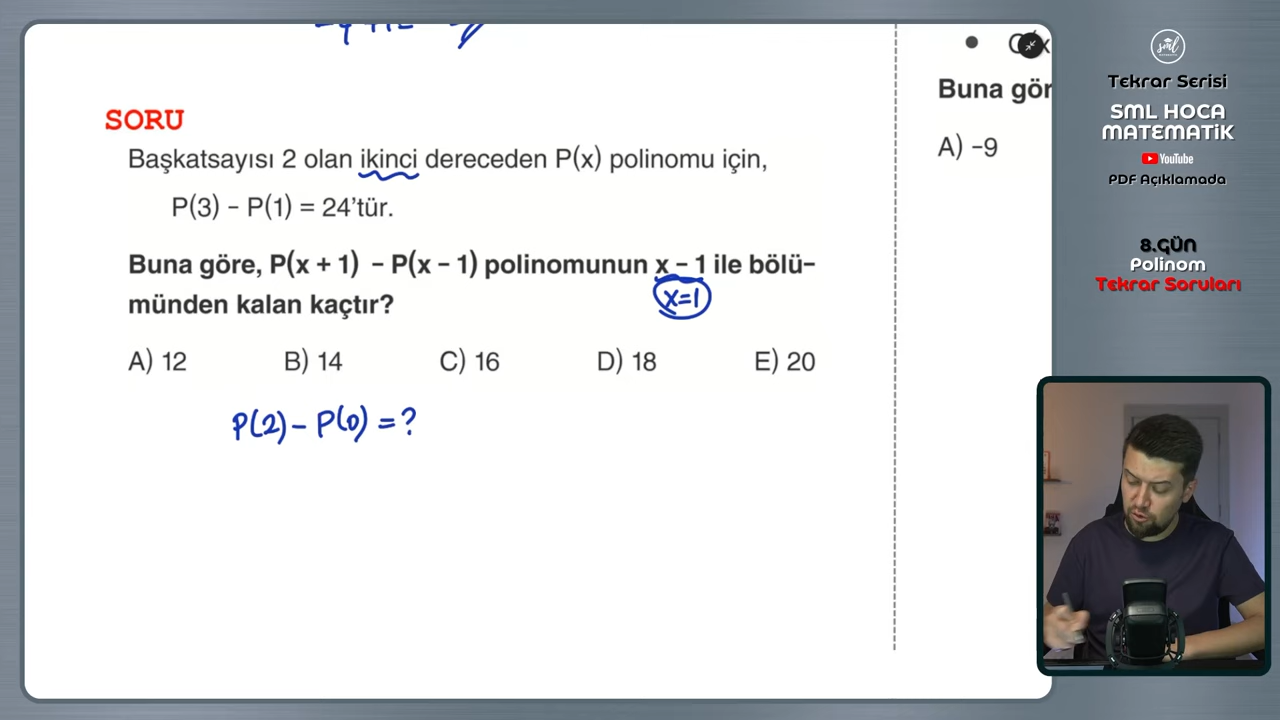 SORU
Başkatsayısı 2 olan ikinci dereceden P(x) polinomu için,
P(3) – P(1) = 24'tür.
Buna göre, P(x + 1) – P(x – 1) polinomunun x – 1 ile bölü–
münden kalan kaçtır?
x=1
A) 12 B) 14 C) 16 D) 18 E) 20
P(2) – P(0) = ?
Buna gör
A) –9
sml
Tekrar Serisi
SML HOCA
MATEMATİK
YouTube
PDF Açıklamada
8.GÜN
Polinom
Tekrar Soruları